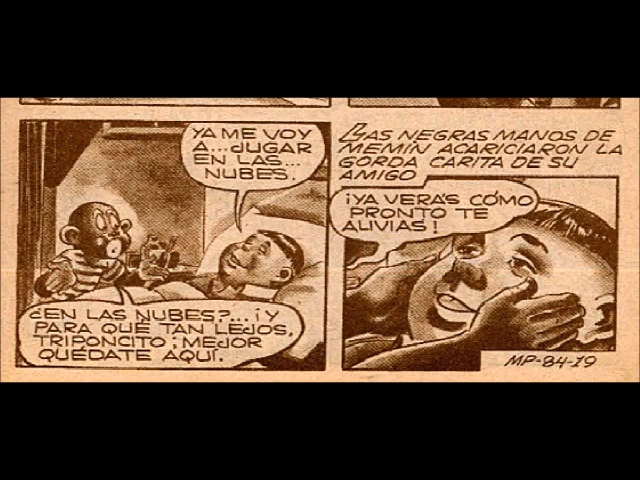 YA ME VOY
A...JUGAR
EN LAS...
NUBES.
¿EN LAS NUBES?...¡Y
PARA QUÉ TAN LEJOS,
TRIPONCITO; MEJOR
QUÉDATE AQUÍ.
LAS NEGRAS MANOS DE
MEMÍN ACARICIARON LA
GORDA CARITA DE SU
AMIGO
¡YA VERÁS CÓMO
PRONTO TE
ALIVIAS!
MP-84-19